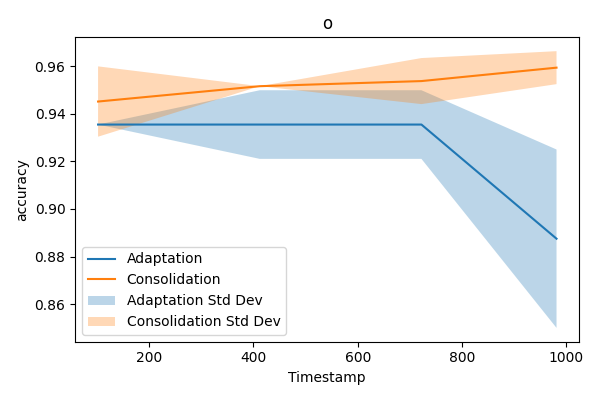 o
accuracy
0.96
0.94
0.92
0.90
0.88
0.86
Adaptation
Consolidation
Adaptation Std Dev
Consolidation Std Dev
200
400
600
800
1000
Timestamp